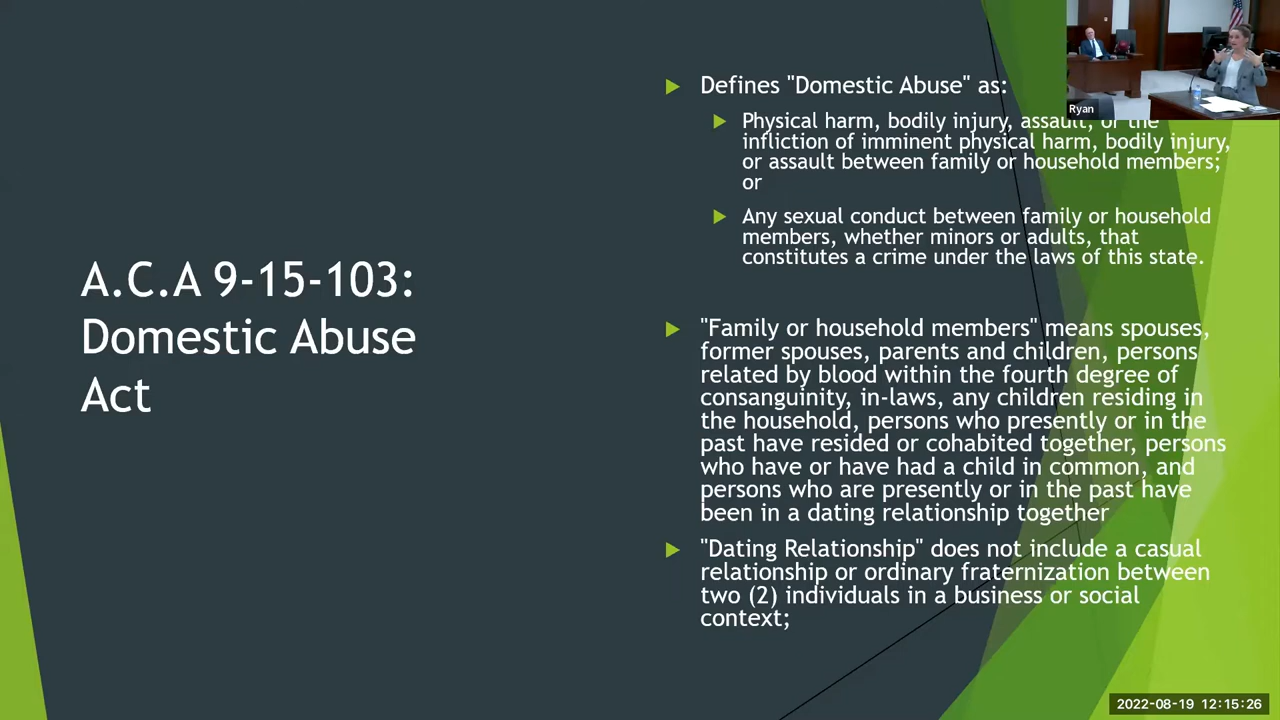 A.C.A 9-15-103:
Domestic Abuse
Act
Defines "Domestic Abuse" as:
Physical harm, bodily injury, assault, or the
infliction of imminent physical harm, bodily injury,
or assault between family or household members;
or
Any sexual conduct between family or household
members, whether minors or adults, that
constitutes a crime under the laws of this state.
"Family or household members" means spouses,
former spouses, parents and children, persons
related by blood within the fourth degree of
consanguinity, in-laws, any children residing in
the household, persons who presently or in the
past have resided or cohabited together, persons
who have or have had a child in common, and
persons who are presently or in the past have
been in a dating relationship together
"Dating Relationship" does not include a casual
relationship or ordinary fraternization between
two (2) individuals in a business or social
context;
Ryan
2022-08-19 12:15:26